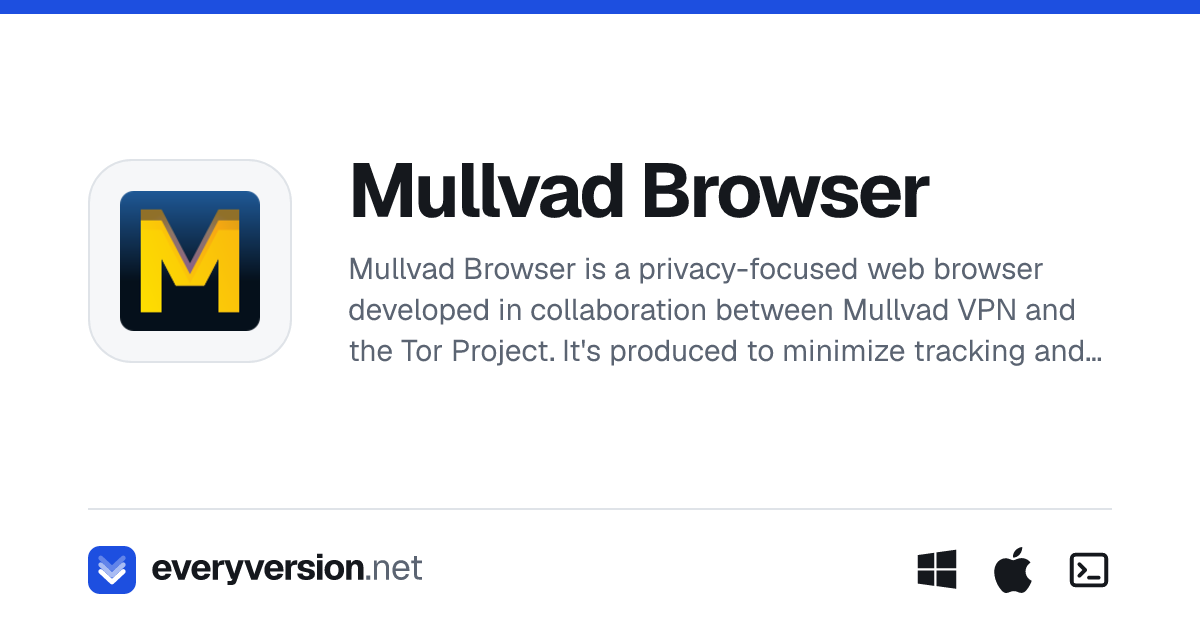 M
Mullvad Browser
Mullvad Browser is a privacy-focused web browser
developed in collaboration between Mullvad VPN and
the Tor Project. It's produced to minimize tracking and...
everyversion.net